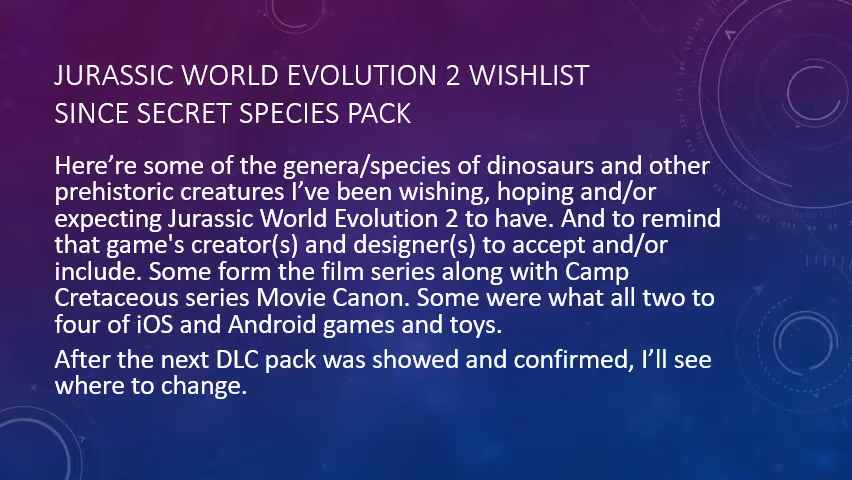 JURASSIC WORLD EVOLUTION 2 WISHLIST
SINCE SECRET SPECIES PACK
Here’re some of the genera/species of dinosaurs and other
prehistoric creatures I’ve been wishing, hoping and/or
expecting Jurassic World Evolution 2 to have. And to remind
that game's creator(s) and designer(s) to accept and/or
include. Some form the film series along with Camp
Cretaceous series Movie Canon. Some were what all two to
four of iOS and Android games and toys.
After the next DLC pack was showed and confirmed, I’ll see
where to change.